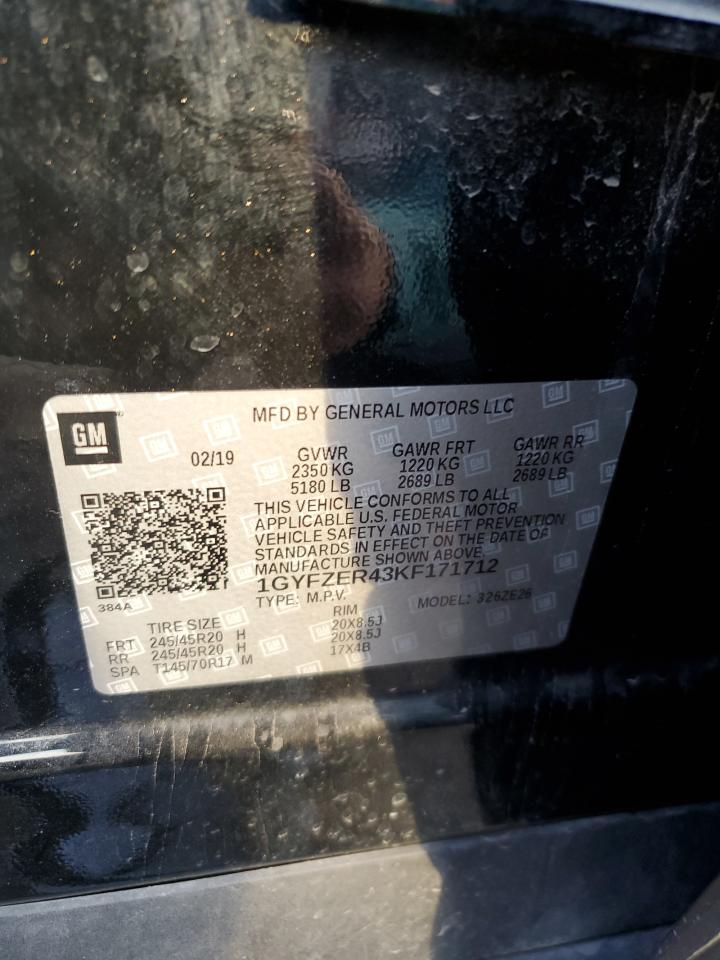 GM
MFD BY GENERAL MOTORS LLC
02/19
GVWR
2350 KG
5180 LB
GAWR FRT
1220 KG
2689 LB
GAWR RR
1220 KG
2689 LB
THIS VEHICLE CONFORMS TO ALL
APPLICABLE U.S. FEDERAL MOTOR
VEHICLE SAFETY AND THEFT PREVENTION
STANDARDS IN EFFECT ON THE DATE OF
MANUFACTURE SHOWN ABOVE.
1GYFZER43KF171712
TYPE: M.P.V. MODEL: 326ZE26
384A
TIRE SIZE RIM
FRT 245/45R20 H 20X8.5J
RR 245/45R20 H 20X8.5J
SPA T145/70R17 M 17X4B